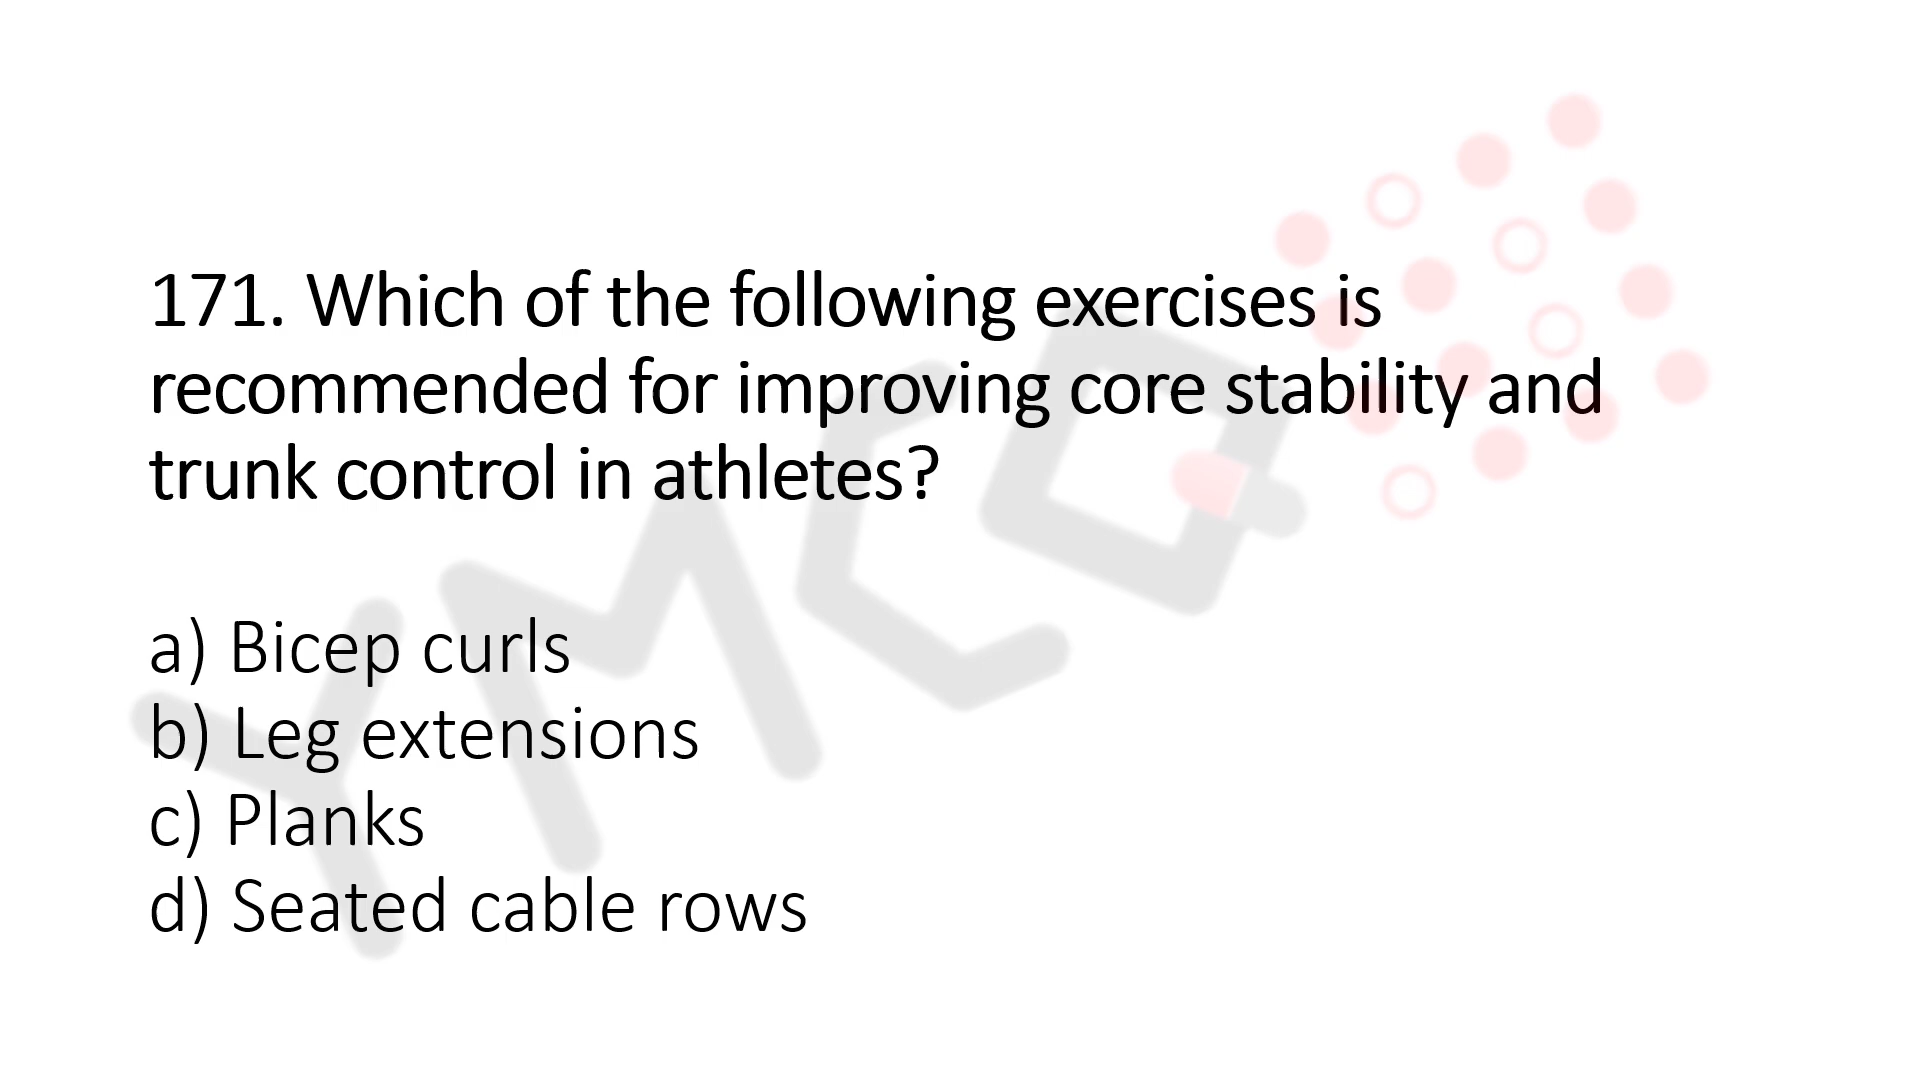 171. Which of the following exercises is
recommended for improving core stability and
trunk control in athletes?
a) Bicep curls
b) Leg extensions
c) Planks
d) Seated cable rows
YMCQ